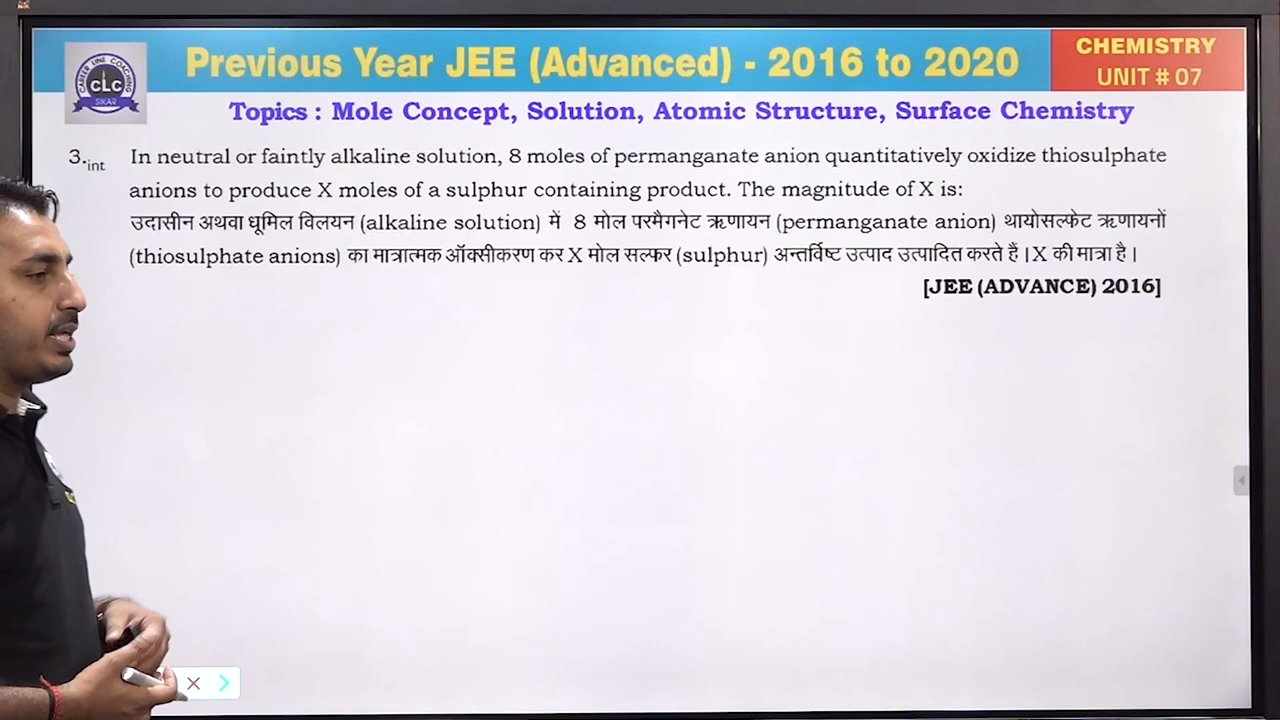 Previous Year JEE (Advanced) - 2016 to 2020
CHEMISTRY
UNIT # 07
CAREER LINE COACHING
CLC
SIKAR
Topics : Mole Concept, Solution, Atomic Structure, Surface Chemistry
3.int In neutral or faintly alkaline solution, 8 moles of permanganate anion quantitatively oxidize thiosulphate
anions to produce X moles of a sulphur containing product. The magnitude of X is:
उदासीन अथवा धूमिल विलयन (alkaline solution) में 8 मोल परमैगनेट ऋणायन (permanganate anion) थायोसल्फेट ऋणायनों
(thiosulphate anions) का मात्रात्मक ऑक्सीकरण कर X मोल सल्फर (sulphur) अन्तर्विष्ट उत्पाद उत्पादित करते हैं। X की मात्रा है।
[JEE (ADVANCE) 2016]